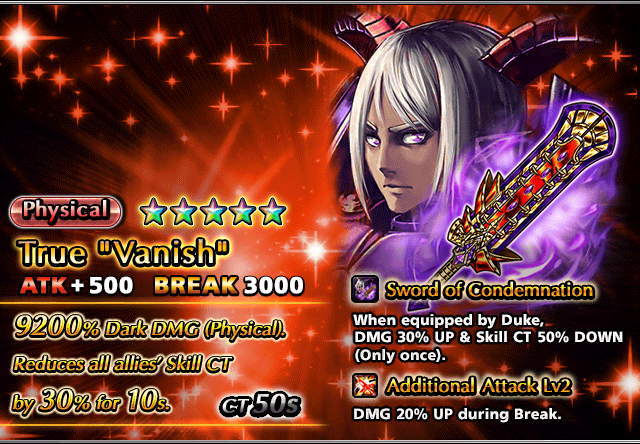 Physical
True "Vanish"
ATK + 500 BREAK 3000
9200% Dark DMG (Physical).
Reduces all allies' Skill CT
by 30% for 10s.
CT 50s
Sword of Condemnation
When equipped by Duke,
DMG 30% UP & Skill CT 50% DOWN
(Only once).
Additional Attack Lv2
DMG 20% UP during Break.